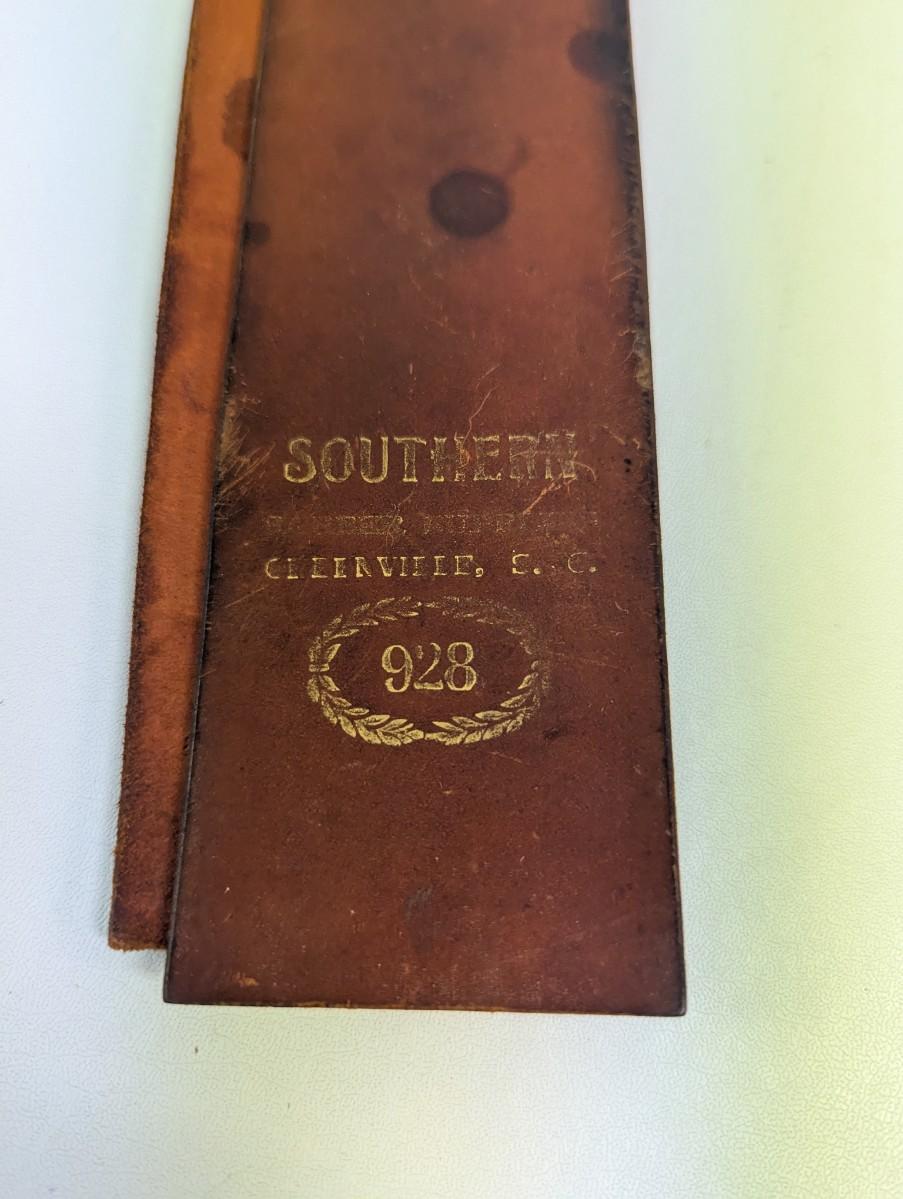 SOUTHERN
GREENVILLE, S. C.
928